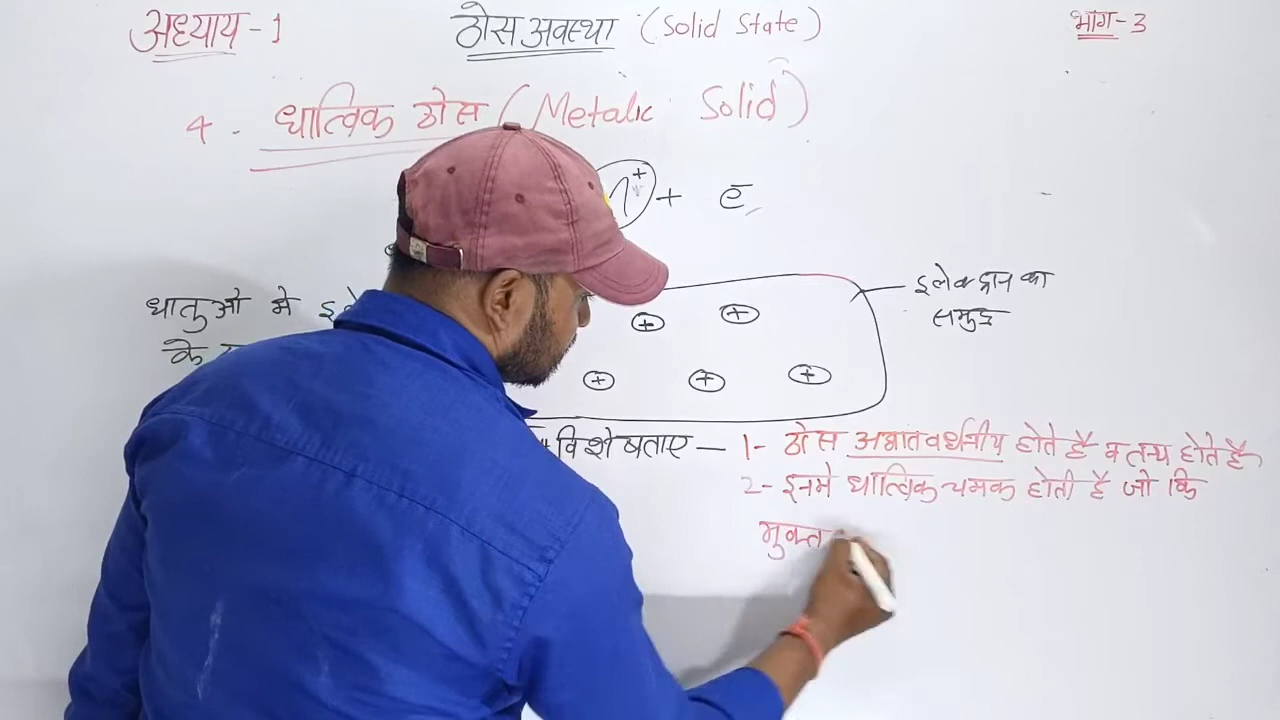 अध्याय - 1
ठोस अवस्था (Solid State)
भाग - 3
4 - धात्विक ठोस (Metalic Solid)
+ + e̅
इलेक्ट्रान का
समुद्र
धातुओ मे
के
+ +
+ + +
विशेषताए — 1- ठोस अघातवर्धनीय होते है व तन्य होते है
2- इनमे धात्विक चमक होती है जो कि
मुक्त